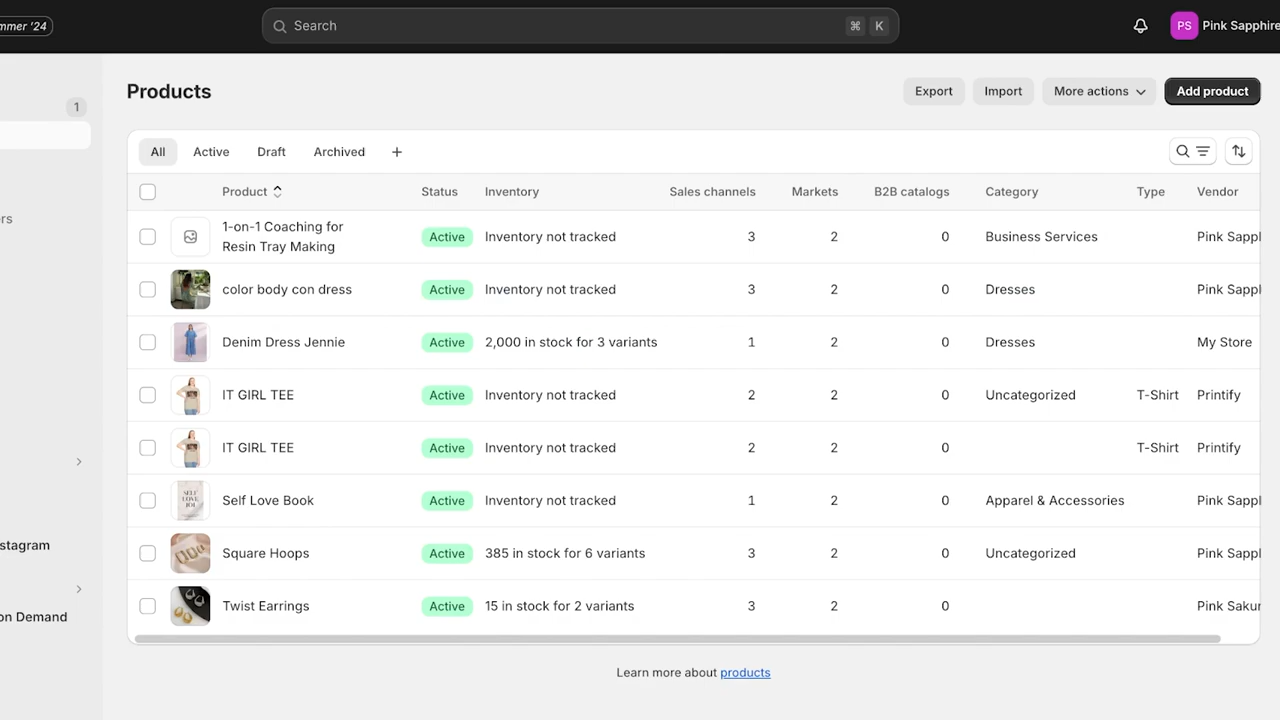 mmer '24
Search
⌘ K
PS Pink Sapphire
1
ers
stagram
on Demand
Products
Export Import More actions Add product
All Active Draft Archived +
Product Status Inventory Sales channels Markets B2B catalogs Category Type Vendor
1-on-1 Coaching for
Resin Tray Making Active Inventory not tracked 3 2 0 Business Services Pink Sappl
color body con dress Active Inventory not tracked 3 2 0 Dresses Pink Sappl
Denim Dress Jennie Active 2,000 in stock for 3 variants 1 2 0 Dresses My Store
IT GIRL TEE Active Inventory not tracked 2 2 0 Uncategorized T-Shirt Printify
IT GIRL TEE Active Inventory not tracked 2 2 0 T-Shirt Printify
SELF
LOVE
Self Love Book Active Inventory not tracked 1 2 0 Apparel & Accessories Pink Sappl
Square Hoops Active 385 in stock for 6 variants 3 2 0 Uncategorized Pink Sappl
Twist Earrings Active 15 in stock for 2 variants 3 2 0 Pink Sakur
Learn more about products